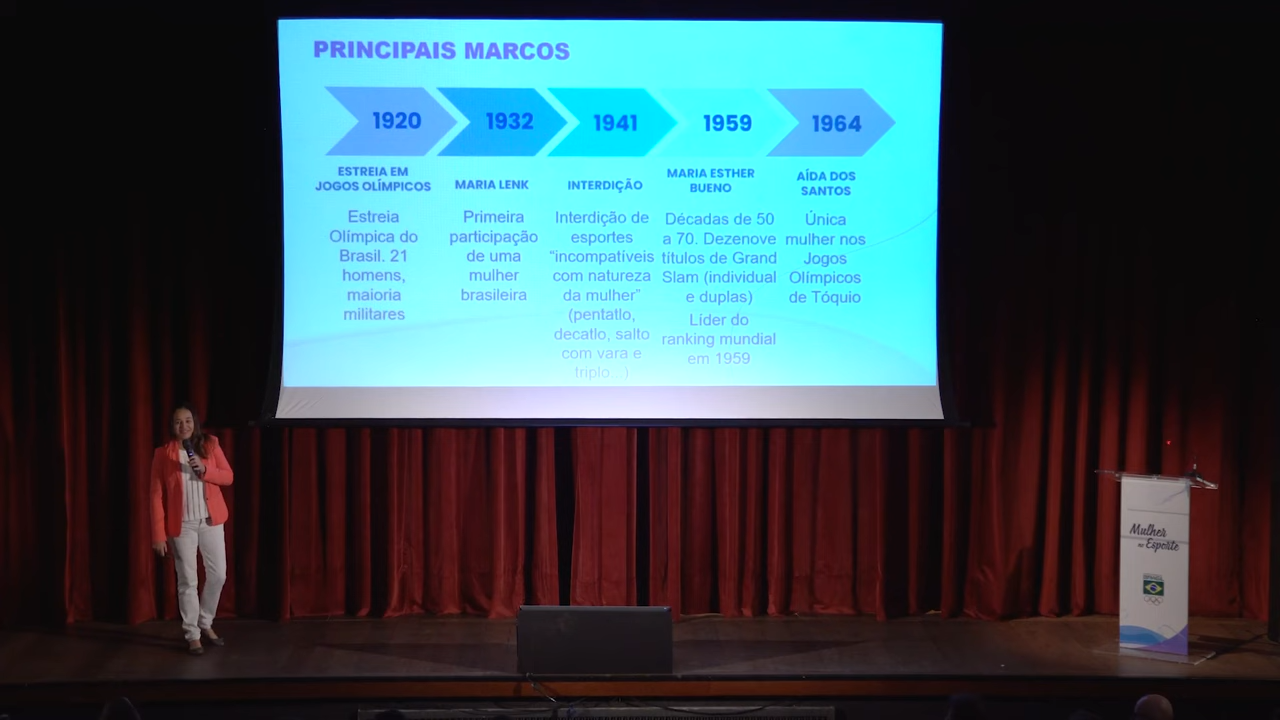 PRINCIPAIS MARCOS
1920
1932
1941
1959
1964
ESTREIA EM
JOGOS OLÍMPICOS
Estreia
Olímpica do
Brasil. 21
homens,
maioria
militares
MARIA LENK
Primeira
participação
de uma
mulher
brasileira
INTERDIÇÃO
Interdição de
esportes
“incompatíveis
com natureza
da mulher”
(pentatlo,
decatlo, salto
com vara e
triplo...)
MARIA ESTHER
BUENO
Décadas de 50
a 70. Dezenove
títulos de Grand
Slam (individual
e duplas)
Líder do
ranking mundial
em 1959
AÍDA DOS
SANTOS
Única
mulher nos
Jogos
Olímpicos
de Tóquio
Mulher
no Esporte